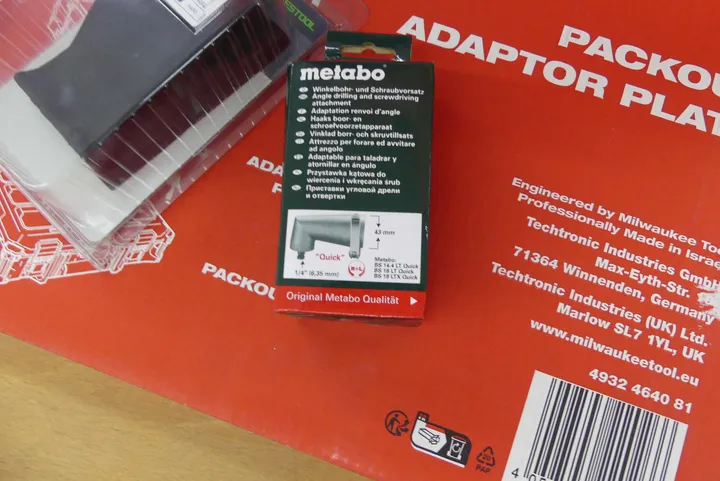 FESTOOL
PACKOU
ADAPTOR PLAT
metabo
Winkelbohr- und Schraubvorsatz
Angle drilling and screwdriving
attachment
Adaptation renvoi d'angle
Haaks boor- en
schroefvoorzetapparaat
Vinklad borr- och skruvtillsats
Attrezzo per forare ed avvitare
ad angolo
Adaptable para taladrar y
atornillar en ángulo
Przystawka kątowa do
wiercenia i wkręcania śrub
Приставки угловой дрели
и отвертки
43 mm
"Quick"
1/4" (6,35 mm)
R+L
Metabo:
BS 14.4 LT Quick
BS 18 LT Quick
BS 18 LTX Quick
Original Metabo Qualität
ADA
PACKOU
Engineered by Milwaukee Too
Professionally Made in Israe
Techtronic Industries GmbH
Max-Eyth-Str.
71364 Winnenden, Germany
Techtronic Industries (UK) Ltd.
Marlow SL7 1YL, UK
www.milwaukeetool.eu
4932 4640 81
20
PAP